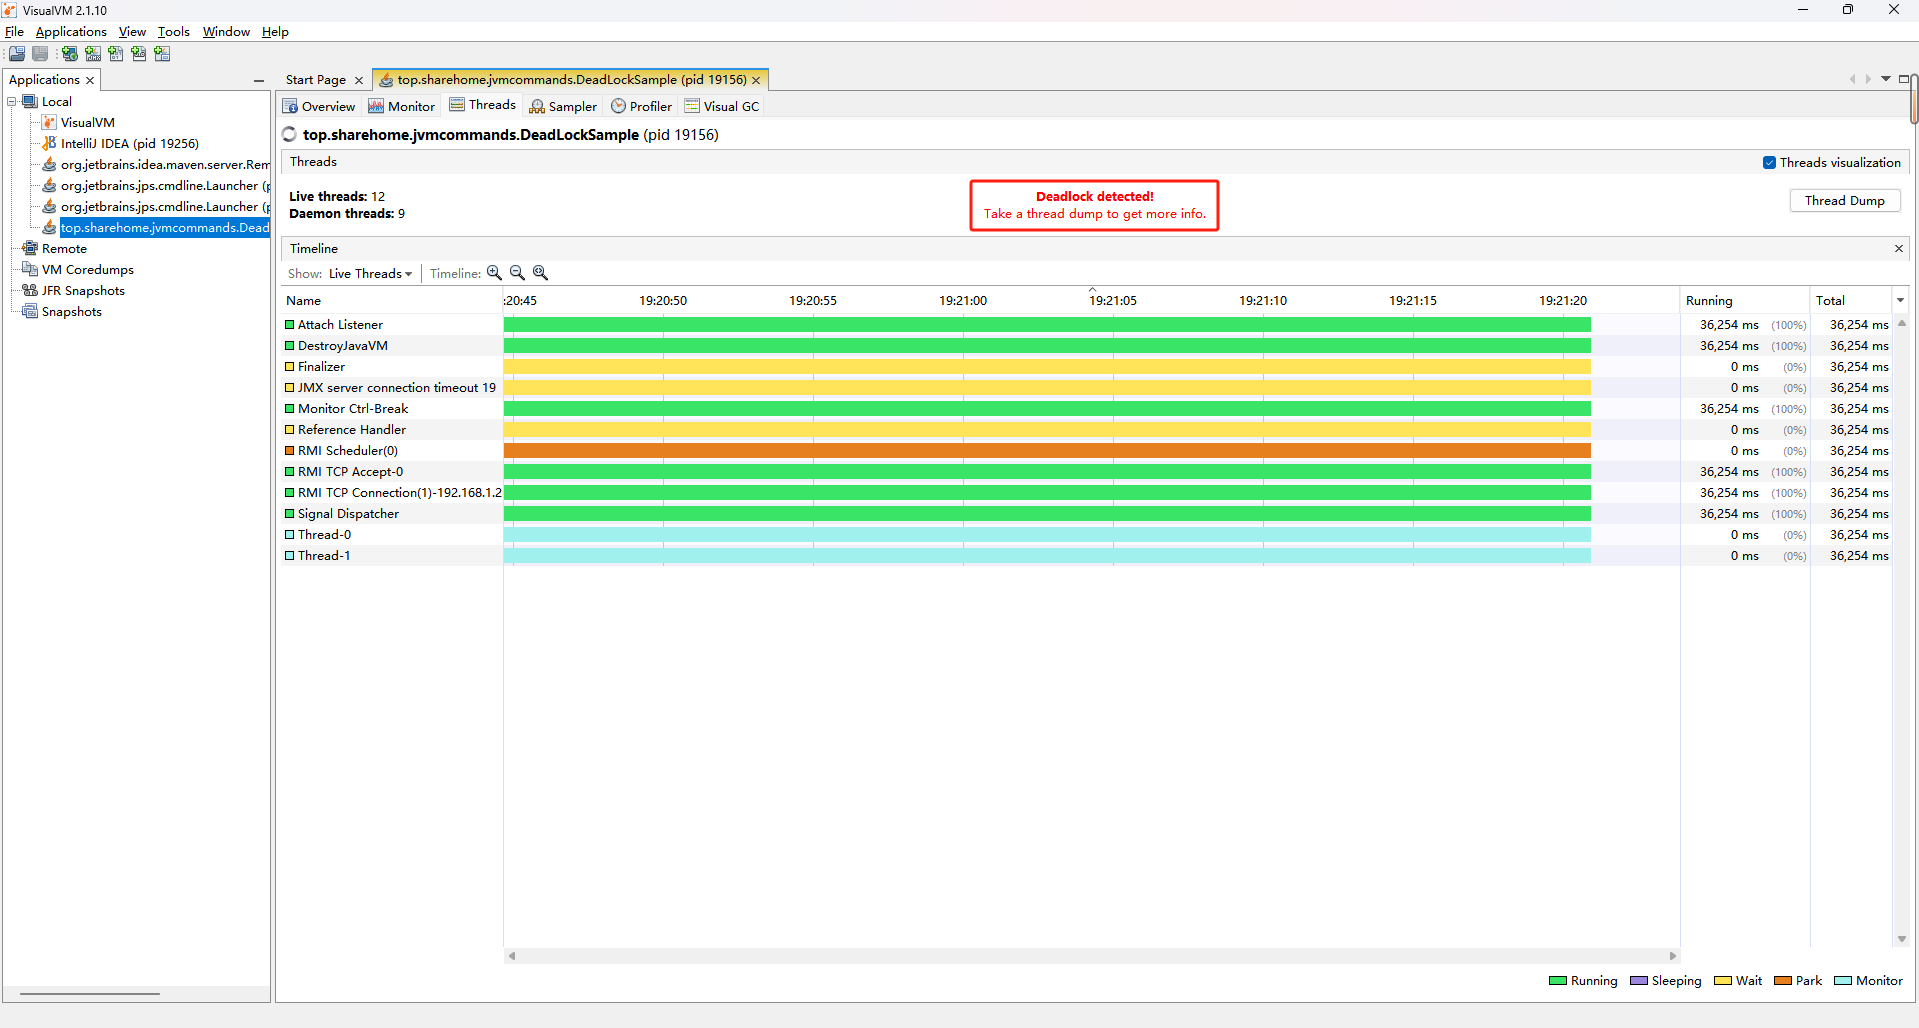 VisualVM 2.1.10
File Applications View Tools Window Help
Applications
Start Page
top.sharehome.jvmcommands.DeadLockSample (pid 19156)
Local
VisualVM
IntelliJ IDEA (pid 19256)
org.jetbrains.idea.maven.server.Rem
org.jetbrains.jps.cmdline.Launcher (p
org.jetbrains.jps.cmdline.Launcher (p
top.sharehome.jvmcommands.Dead
Remote
VM Coredumps
JFR Snapshots
Snapshots
Overview Monitor Threads Sampler Profiler Visual GC
top.sharehome.jvmcommands.DeadLockSample (pid 19156)
Threads
Threads visualization
Live threads: 12
Daemon threads: 9
Deadlock detected!
Take a thread dump to get more info.
Thread Dump
Timeline
Show: Live Threads Timeline:
Name :20:45 19:20:50 19:20:55 19:21:00 19:21:05 19:21:10 19:21:15 19:21:20 Running Total
Attach Listener 36,254 ms (100%) 36,254 ms
DestroyJavaVM 36,254 ms (100%) 36,254 ms
Finalizer 0 ms (0%) 36,254 ms
JMX server connection timeout 19 0 ms (0%) 36,254 ms
Monitor Ctrl-Break 36,254 ms (100%) 36,254 ms
Reference Handler 0 ms (0%) 36,254 ms
RMI Scheduler(0) 0 ms (0%) 36,254 ms
RMI TCP Accept-0 36,254 ms (100%) 36,254 ms
RMI TCP Connection(1)-192.168.1.2 36,254 ms (100%) 36,254 ms
Signal Dispatcher 36,254 ms (100%) 36,254 ms
Thread-0 0 ms (0%) 36,254 ms
Thread-1 0 ms (0%) 36,254 ms
Running Sleeping Wait Park Monitor